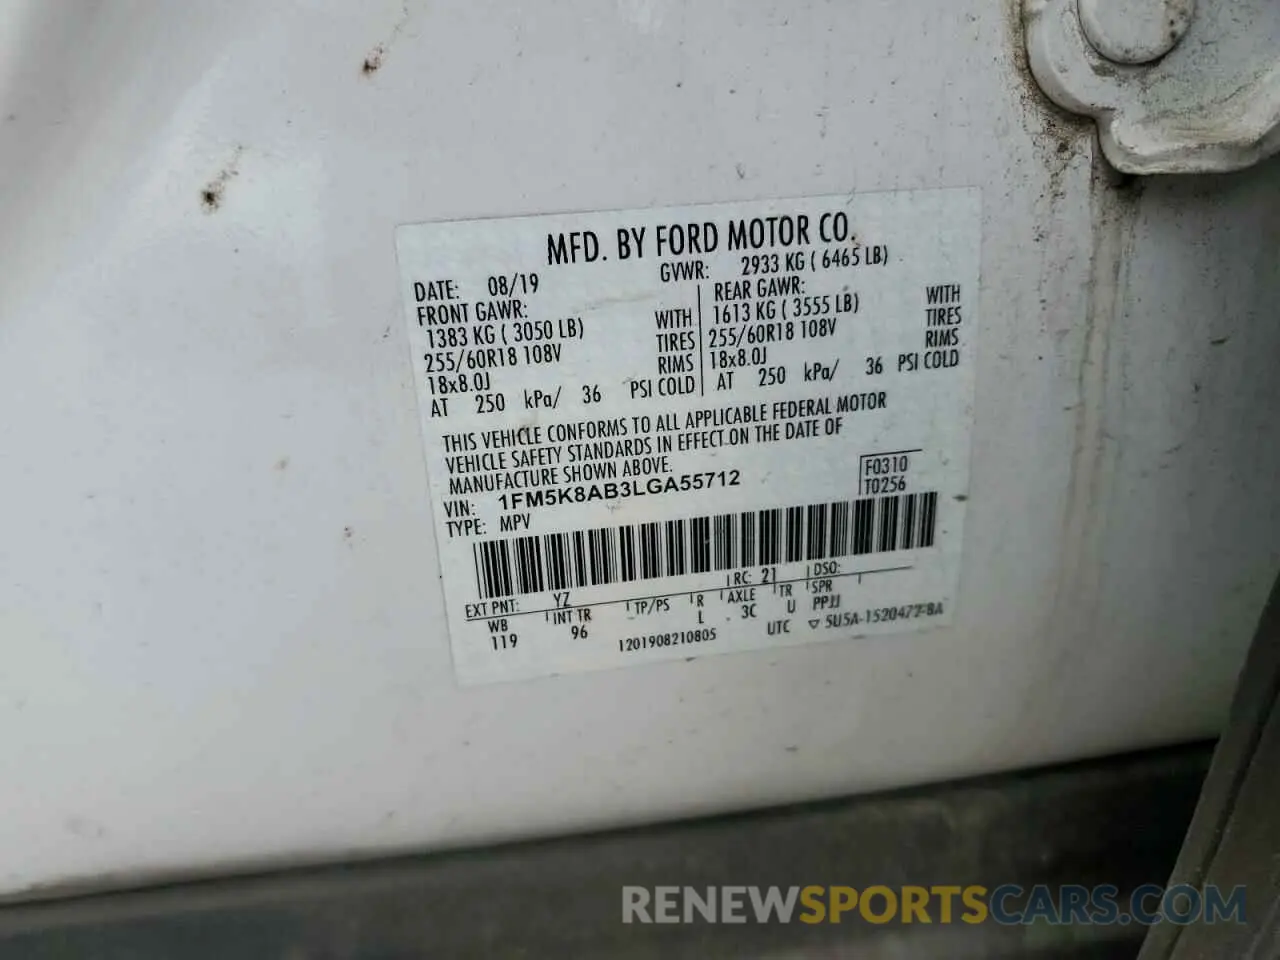 MFD. BY FORD MOTOR CO.
DATE: 08/19 GVWR: 2933 KG ( 6465 LB)
FRONT GAWR: REAR GAWR:
1383 KG ( 3050 LB) WITH 1613 KG ( 3555 LB) WITH
255/60R18 108V TIRES 255/60R18 108V TIRES
18x8.0J RIMS 18x8.0J RIMS
AT 250 kPa/ 36 PSI COLD AT 250 kPa/ 36 PSI COLD
THIS VEHICLE CONFORMS TO ALL APPLICABLE FEDERAL MOTOR
VEHICLE SAFETY STANDARDS IN EFFECT ON THE DATE OF
MANUFACTURE SHOWN ABOVE.
VIN: 1FM5K8AB3LGA55712 F0310
TYPE: MPV T0256
EXT PNT: YZ RC: 21 DSO:
WB INT TR TP/PS R AXLE TR SPR
119 96 L 3C U PPJJ
1201908210805 UTC ▽ 5U5A-1520472-BA
RENEWSPORTSCARS.COM